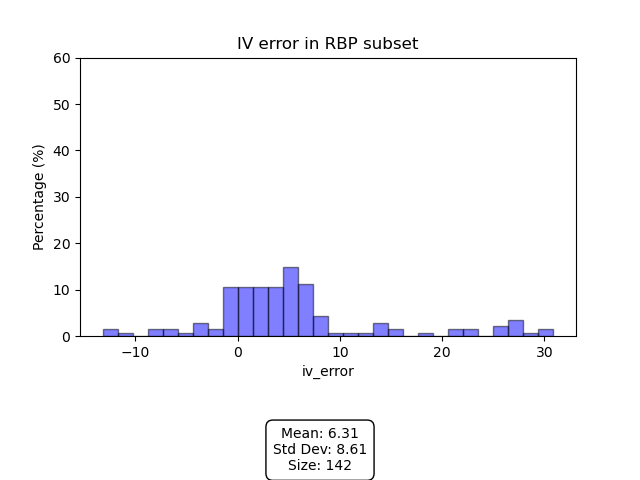 IV error in RBP subset
60
50
40
30
20
10
0
Percentage (%)
−10 0 10 20 30
iv_error
Mean: 6.31
Std Dev: 8.61
Size: 142